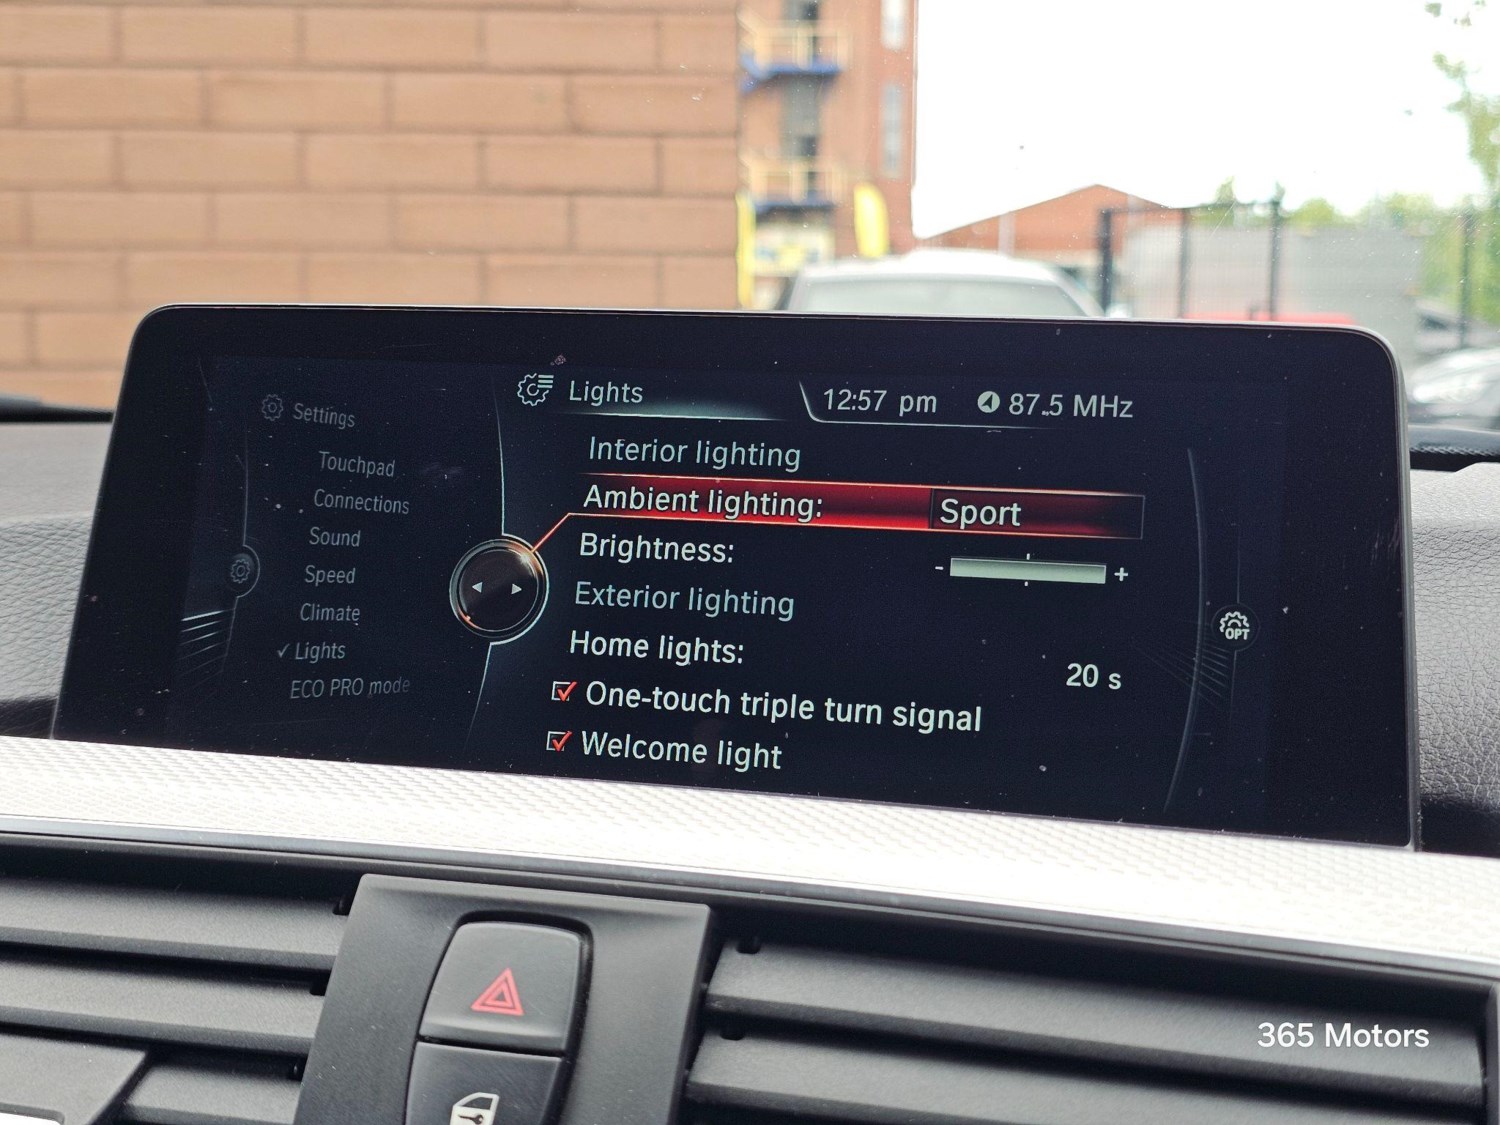 Settings
Touchpad
Connections
Sound
Speed
Climate
✓ Lights
ECO PRO mode
Lights
12:57 pm 87.5 MHz
Interior lighting
Ambient lighting: Sport
Brightness: - +
Exterior lighting
Home lights: 20 s
One-touch triple turn signal
Welcome light
OPT
365 Motors